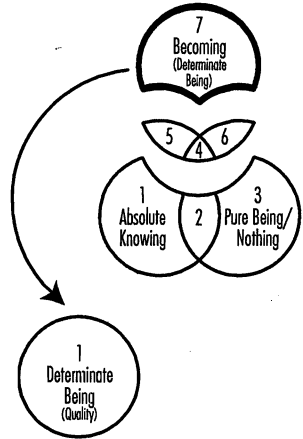 7
Becoming
(Determinate
Being)
5
6
4
1
Absolute
Knowing
2
3
Pure Being/
Nothing
1
Determinate
Being
(Quality)